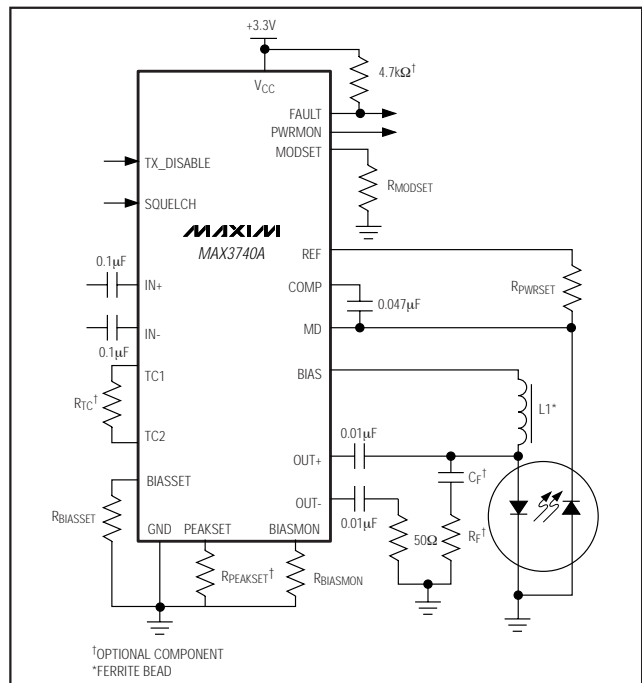 +3.3V
4.7kΩ†
VCC
FAULT
PWRMON
MODSET
TX_DISABLE
RMODSET
SQUELCH
MAXIM
MAX3740A
REF
0.1µF
COMP
RPWRSET
IN+
0.047µF
MD
IN-
0.1µF
TC1
BIAS
RTC†
L1*
TC2
0.01µF
OUT+
CF†
BIASSET
OUT-
0.01µF
50Ω
RF†
RBIASSET
GND
PEAKSET
BIASMON
RPEAKSET†
RBIASMON
†OPTIONAL COMPONENT
*FERRITE BEAD